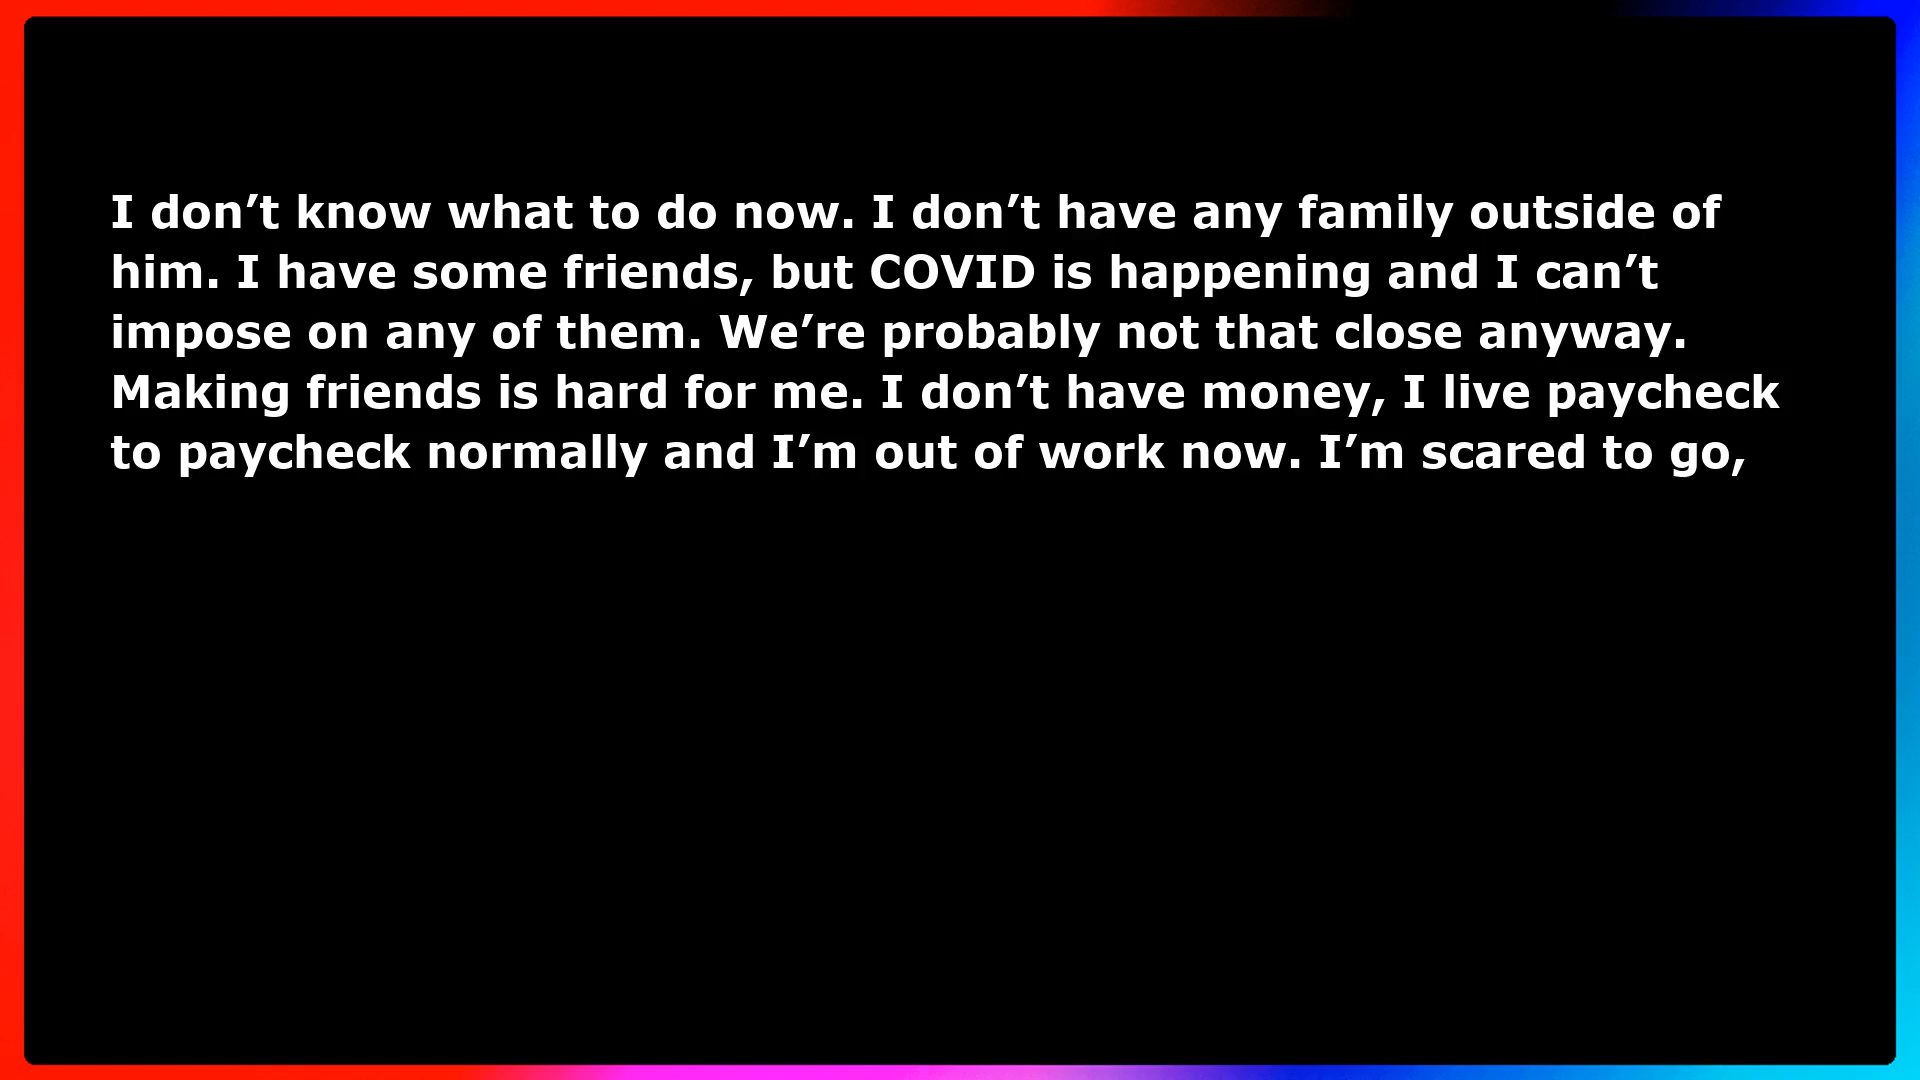 I don’t know what to do now. I don’t have any family outside of
him. I have some friends, but COVID is happening and I can’t
impose on any of them. We’re probably not that close anyway.
Making friends is hard for me. I don’t have money, I live paycheck
to paycheck normally and I’m out of work now. I’m scared to go,